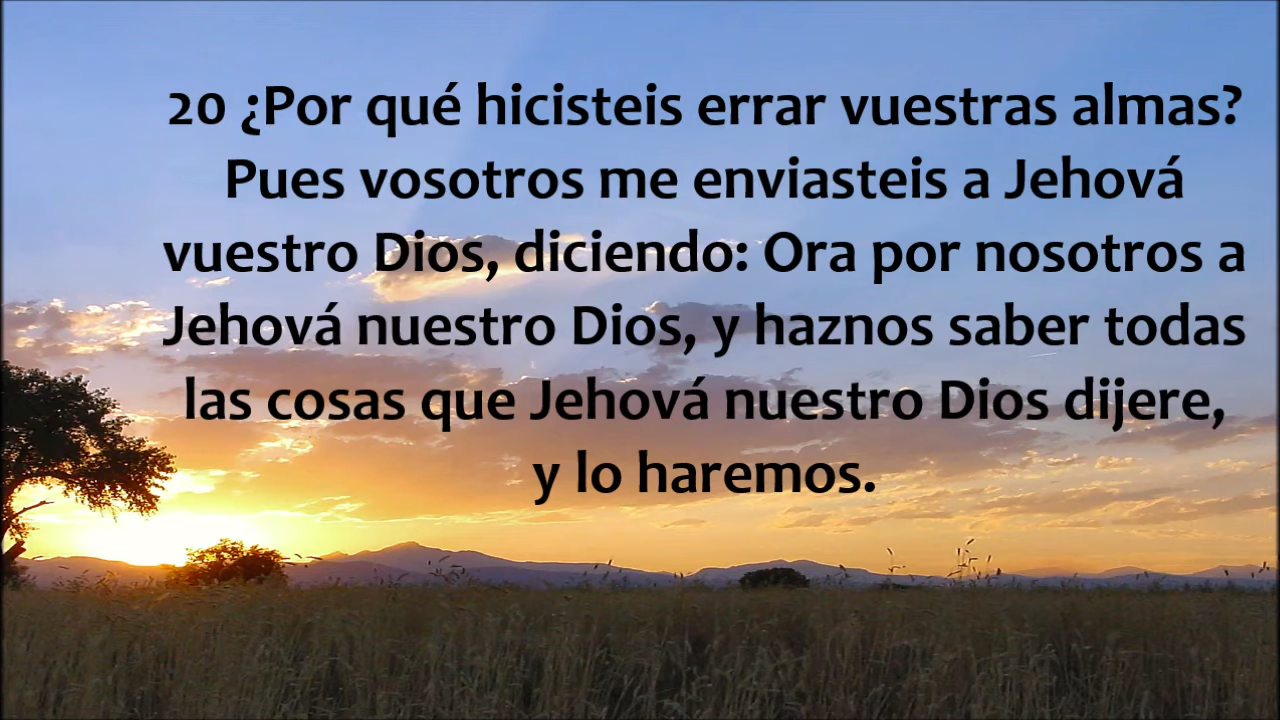 20 ¿Por qué hicisteis errar vuestras almas?
Pues vosotros me enviasteis a Jehová
vuestro Dios, diciendo: Ora por nosotros a
Jehová nuestro Dios, y haznos saber todas
las cosas que Jehová nuestro Dios dijere,
y lo haremos.